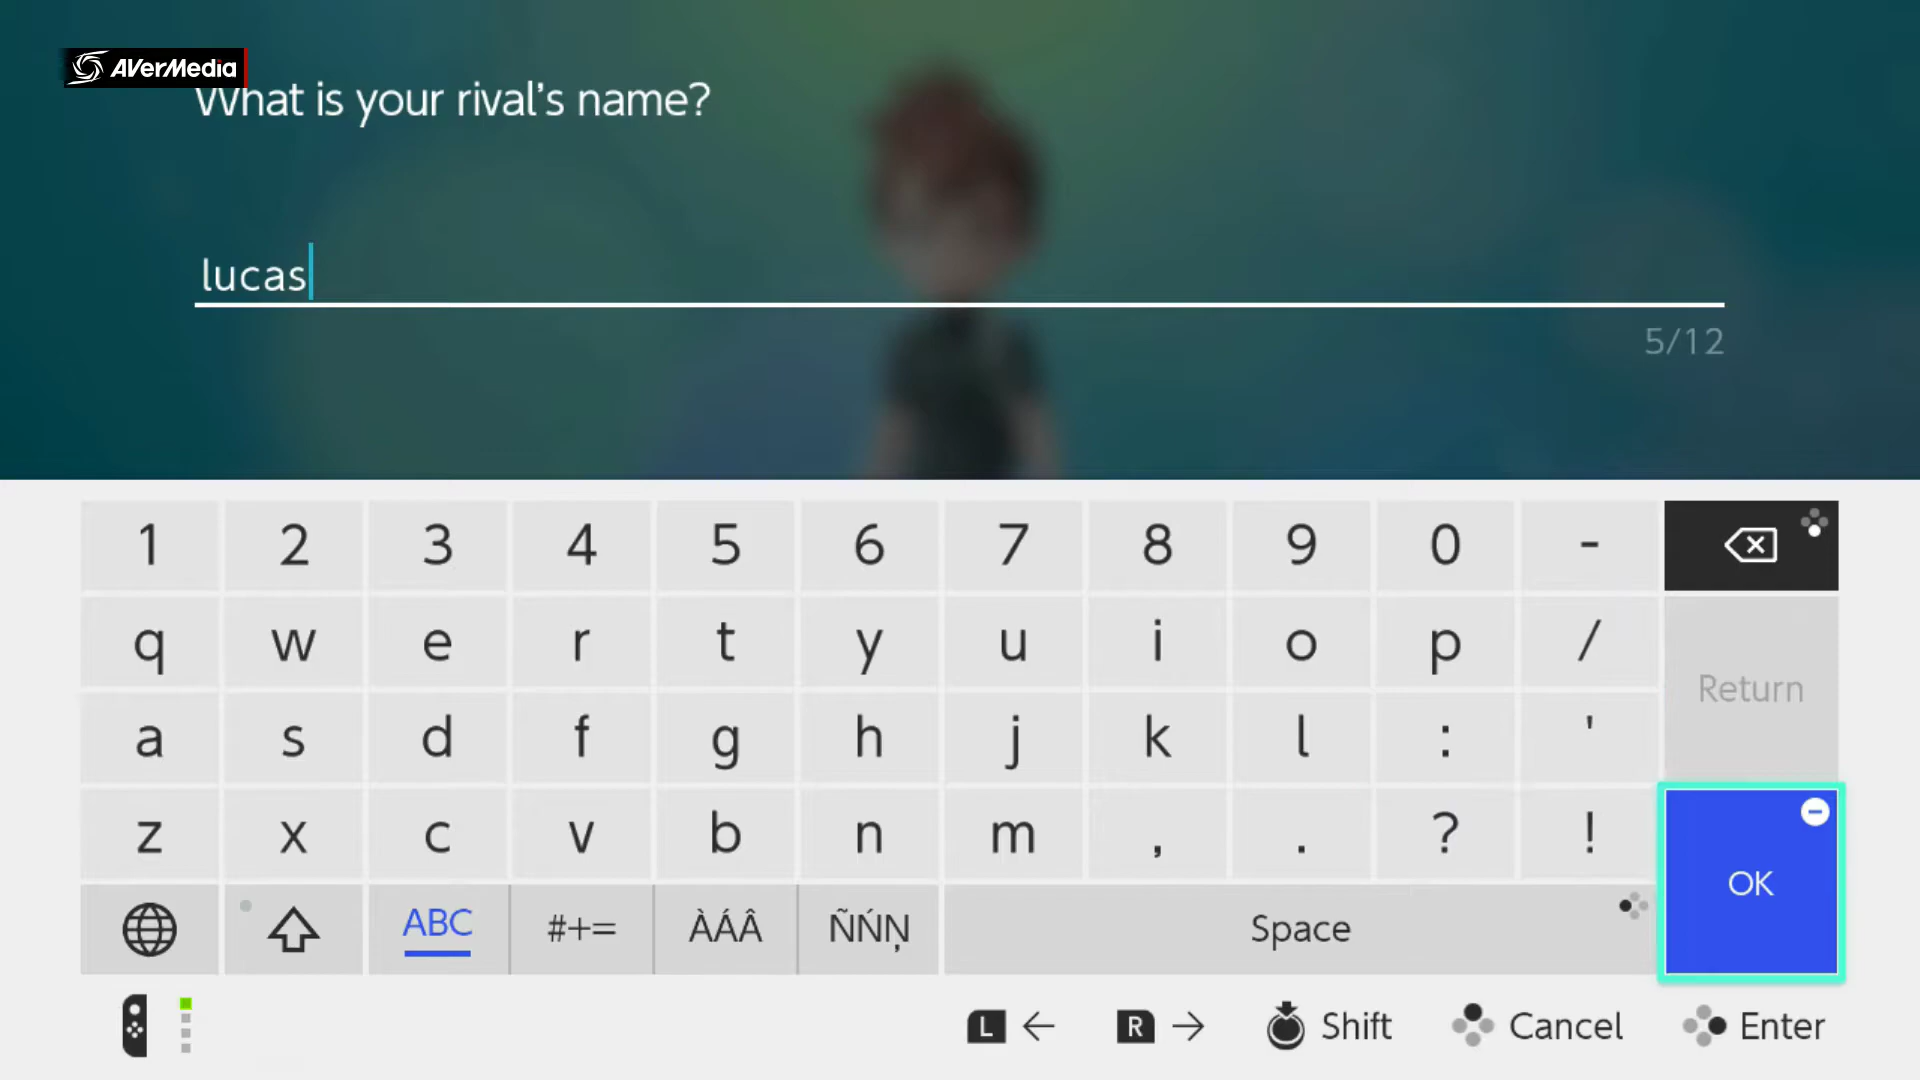 AVerMedia
What is your rival's name?
lucas
5/12
1 2 3 4 5 6 7 8 9 0 -
q w e r t y u i o p /
Return
a s d f g h j k l : '
z x c v b n m , . ? !
OK
ABC #+= ÀÁÂ ÑŃŅ Space
L ← R → Shift Cancel Enter